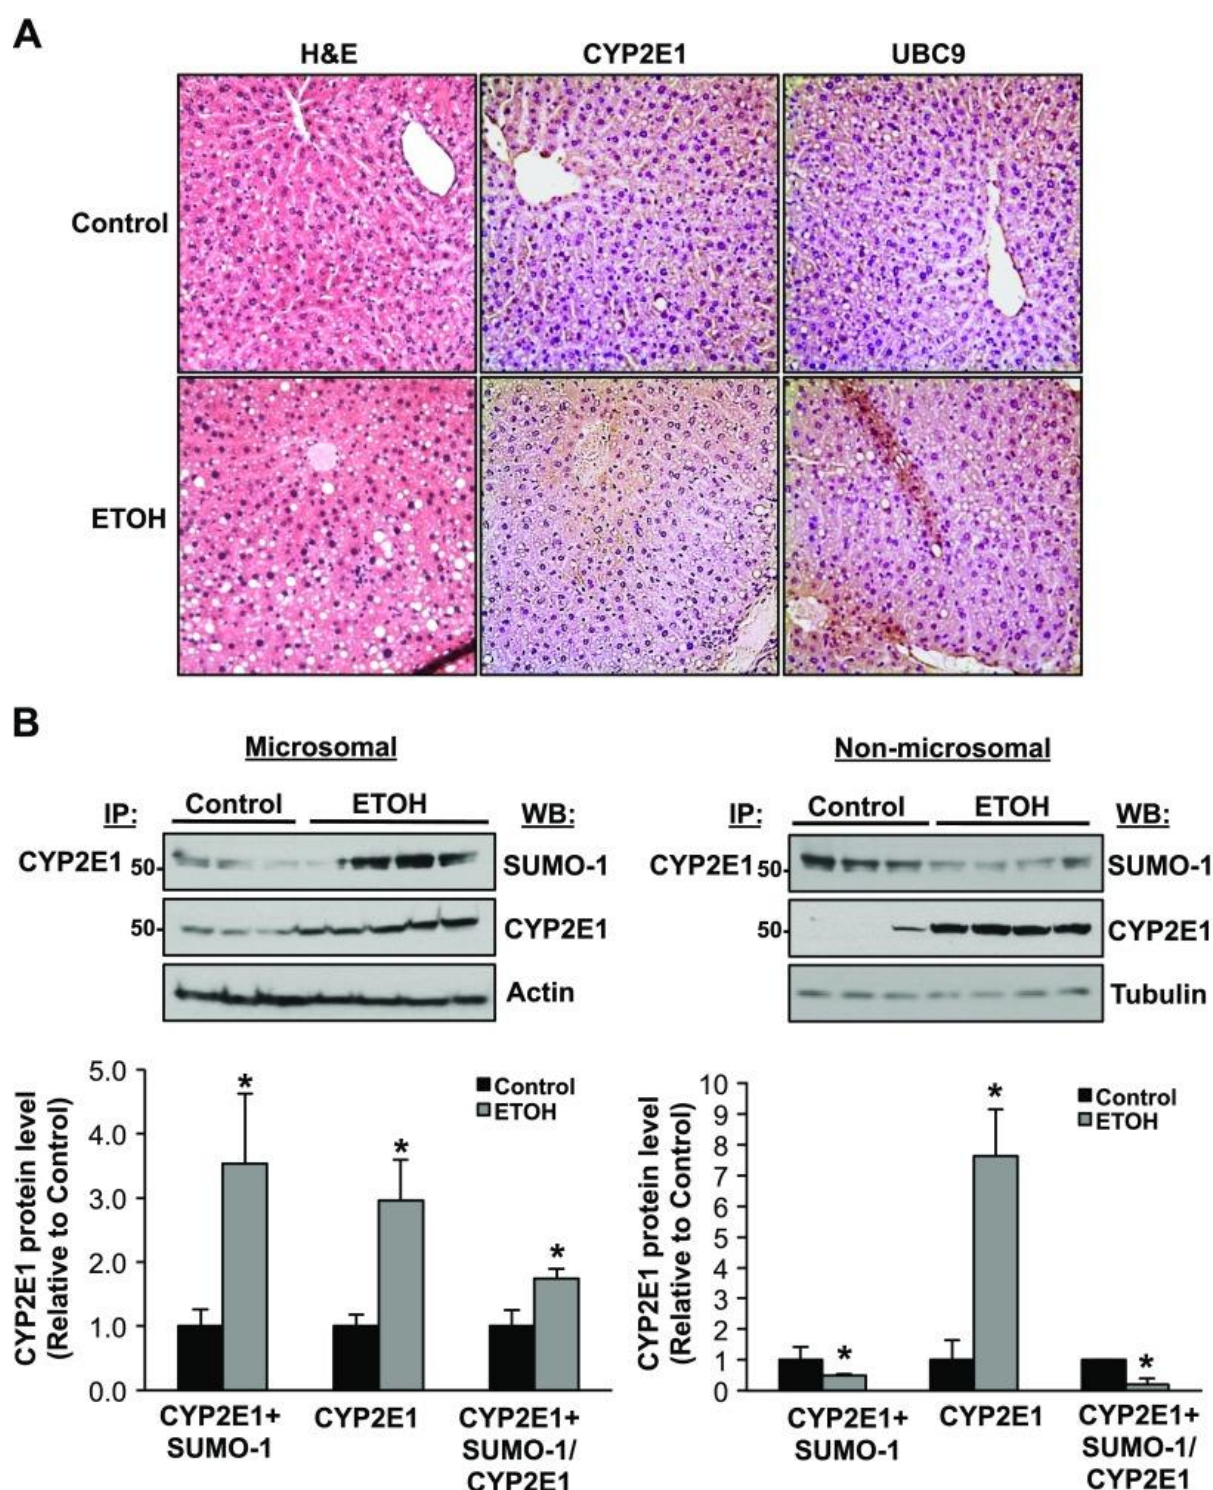 A
H&E CYP2E1 UBC9
Control
ETOH
B
Microsomal
IP: Control ETOH WB:
CYP2E1 50- SUMO-1
50- CYP2E1
Actin
Non-microsomal
IP: Control ETOH WB:
CYP2E1 50- SUMO-1
50- CYP2E1
Tubulin
CYP2E1 protein level
(Relative to Control)
5.0
4.0
3.0
2.0
1.0
0.0
* * *
Control
ETOH
CYP2E1+
SUMO-1
CYP2E1
CYP2E1+
SUMO-1/
CYP2E1
CYP2E1 protein level
(Relative to Control)
10
9
8
7
6
5
4
3
2
1
0
* * *
Control
ETOH
CYP2E1+
SUMO-1
CYP2E1
CYP2E1+
SUMO-1/
CYP2E1